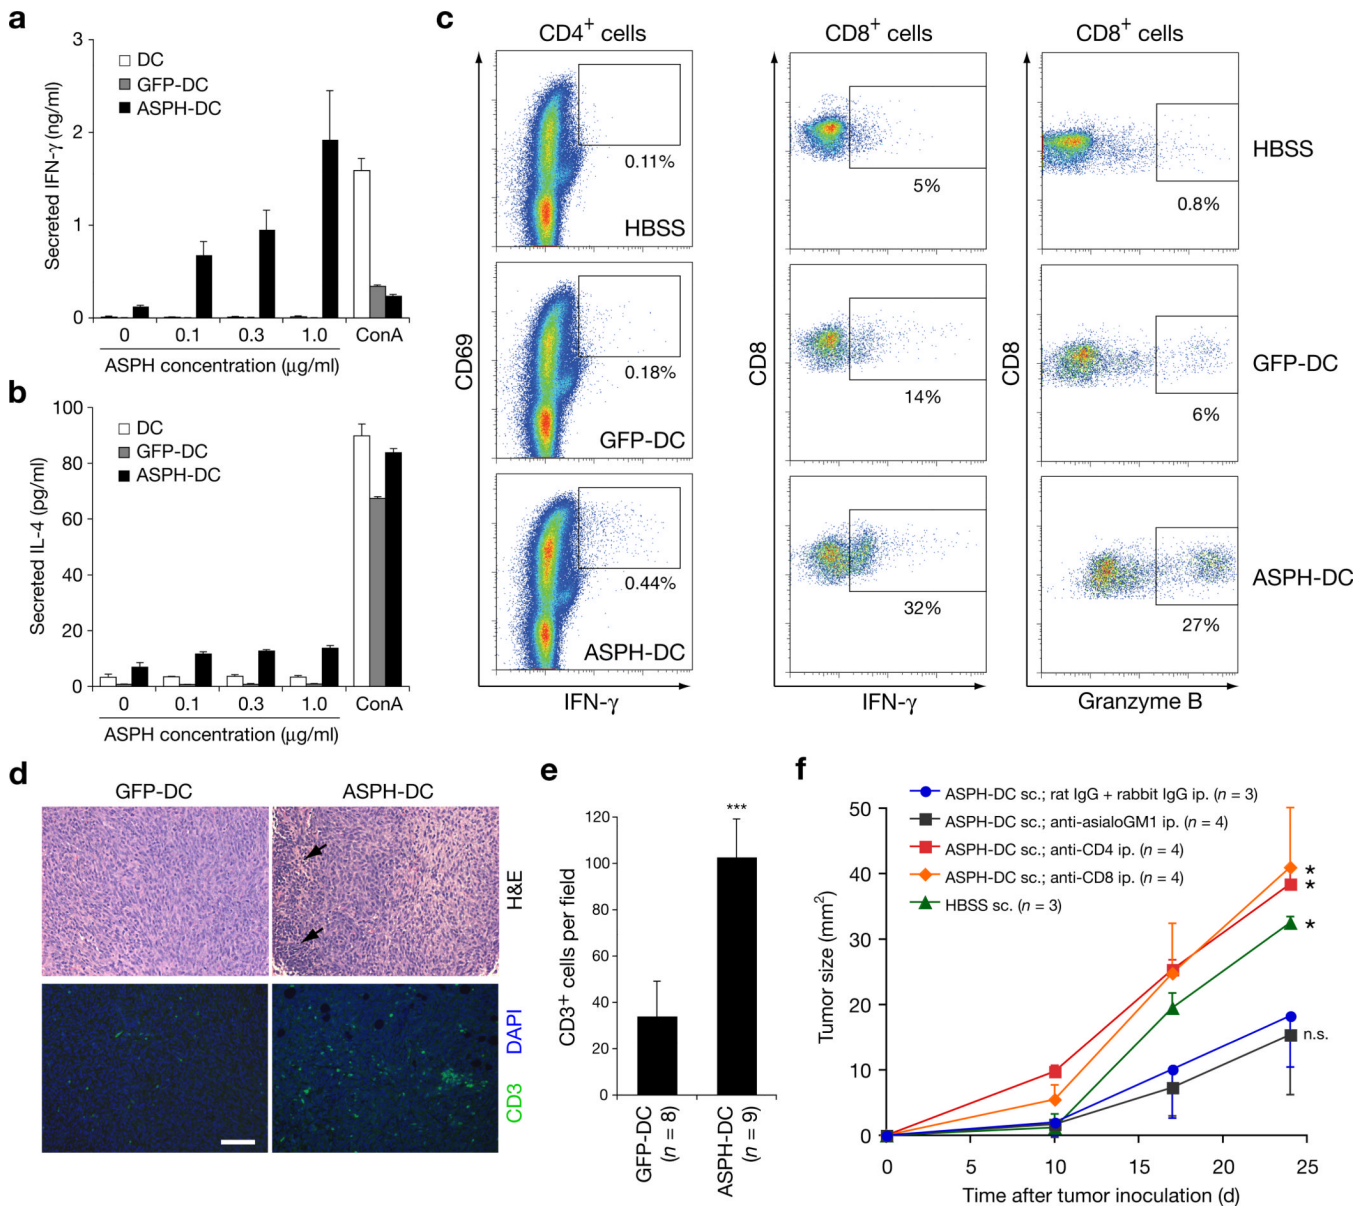 a
3
2
1
0
Secreted IFN-γ (ng/ml)
DC
GFP-DC
ASPH-DC
0 0.1 0.3 1.0 ConA
ASPH concentration (μg/ml)
b
100
80
60
40
20
0
Secreted IL-4 (pg/ml)
DC
GFP-DC
ASPH-DC
0 0.1 0.3 1.0 ConA
ASPH concentration (μg/ml)
c
CD4+ cells CD8+ cells CD8+ cells
0.11%
HBSS
5%
0.8%
HBSS
CD69
0.18%
GFP-DC
CD8
14%
CD8
6%
GFP-DC
0.44%
ASPH-DC
32%
27%
ASPH-DC
IFN-γ IFN-γ Granzyme B
d
GFP-DC ASPH-DC
H&E
CD3 DAPI
e
***
120
100
80
60
40
20
0
CD3+ cells per field
GFP-DC
(n = 8)
ASPH-DC
(n = 9)
f
ASPH-DC sc.; rat IgG + rabbit IgG ip. (n = 3)
ASPH-DC sc.; anti-asialoGM1 ip. (n = 4)
ASPH-DC sc.; anti-CD4 ip. (n = 4)
ASPH-DC sc.; anti-CD8 ip. (n = 4)
HBSS sc. (n = 3)
50
40
30
20
10
0
Tumor size (mm2)
*
*
*
n.s.
0 5 10 15 20 25
Time after tumor inoculation (d)